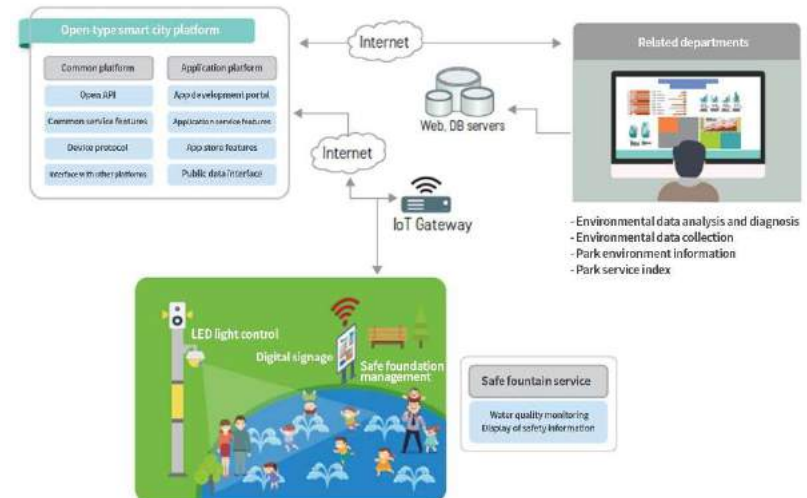 Open-type smart city platform
Common platform
Application platform
Open API
App development portal
Common service features
Application service features
Device protocol
App store features
Interface with other platforms
Public data interface
Internet
Internet
Web, DB servers
IoT Gateway
Related departments
- Environmental data analysis and diagnosis
- Environmental data collection
- Park environment information
- Park service index
LED light control
Digital signage
Safe foundation
management
Safe fountain service
Water quality monitoring
Display of safety information